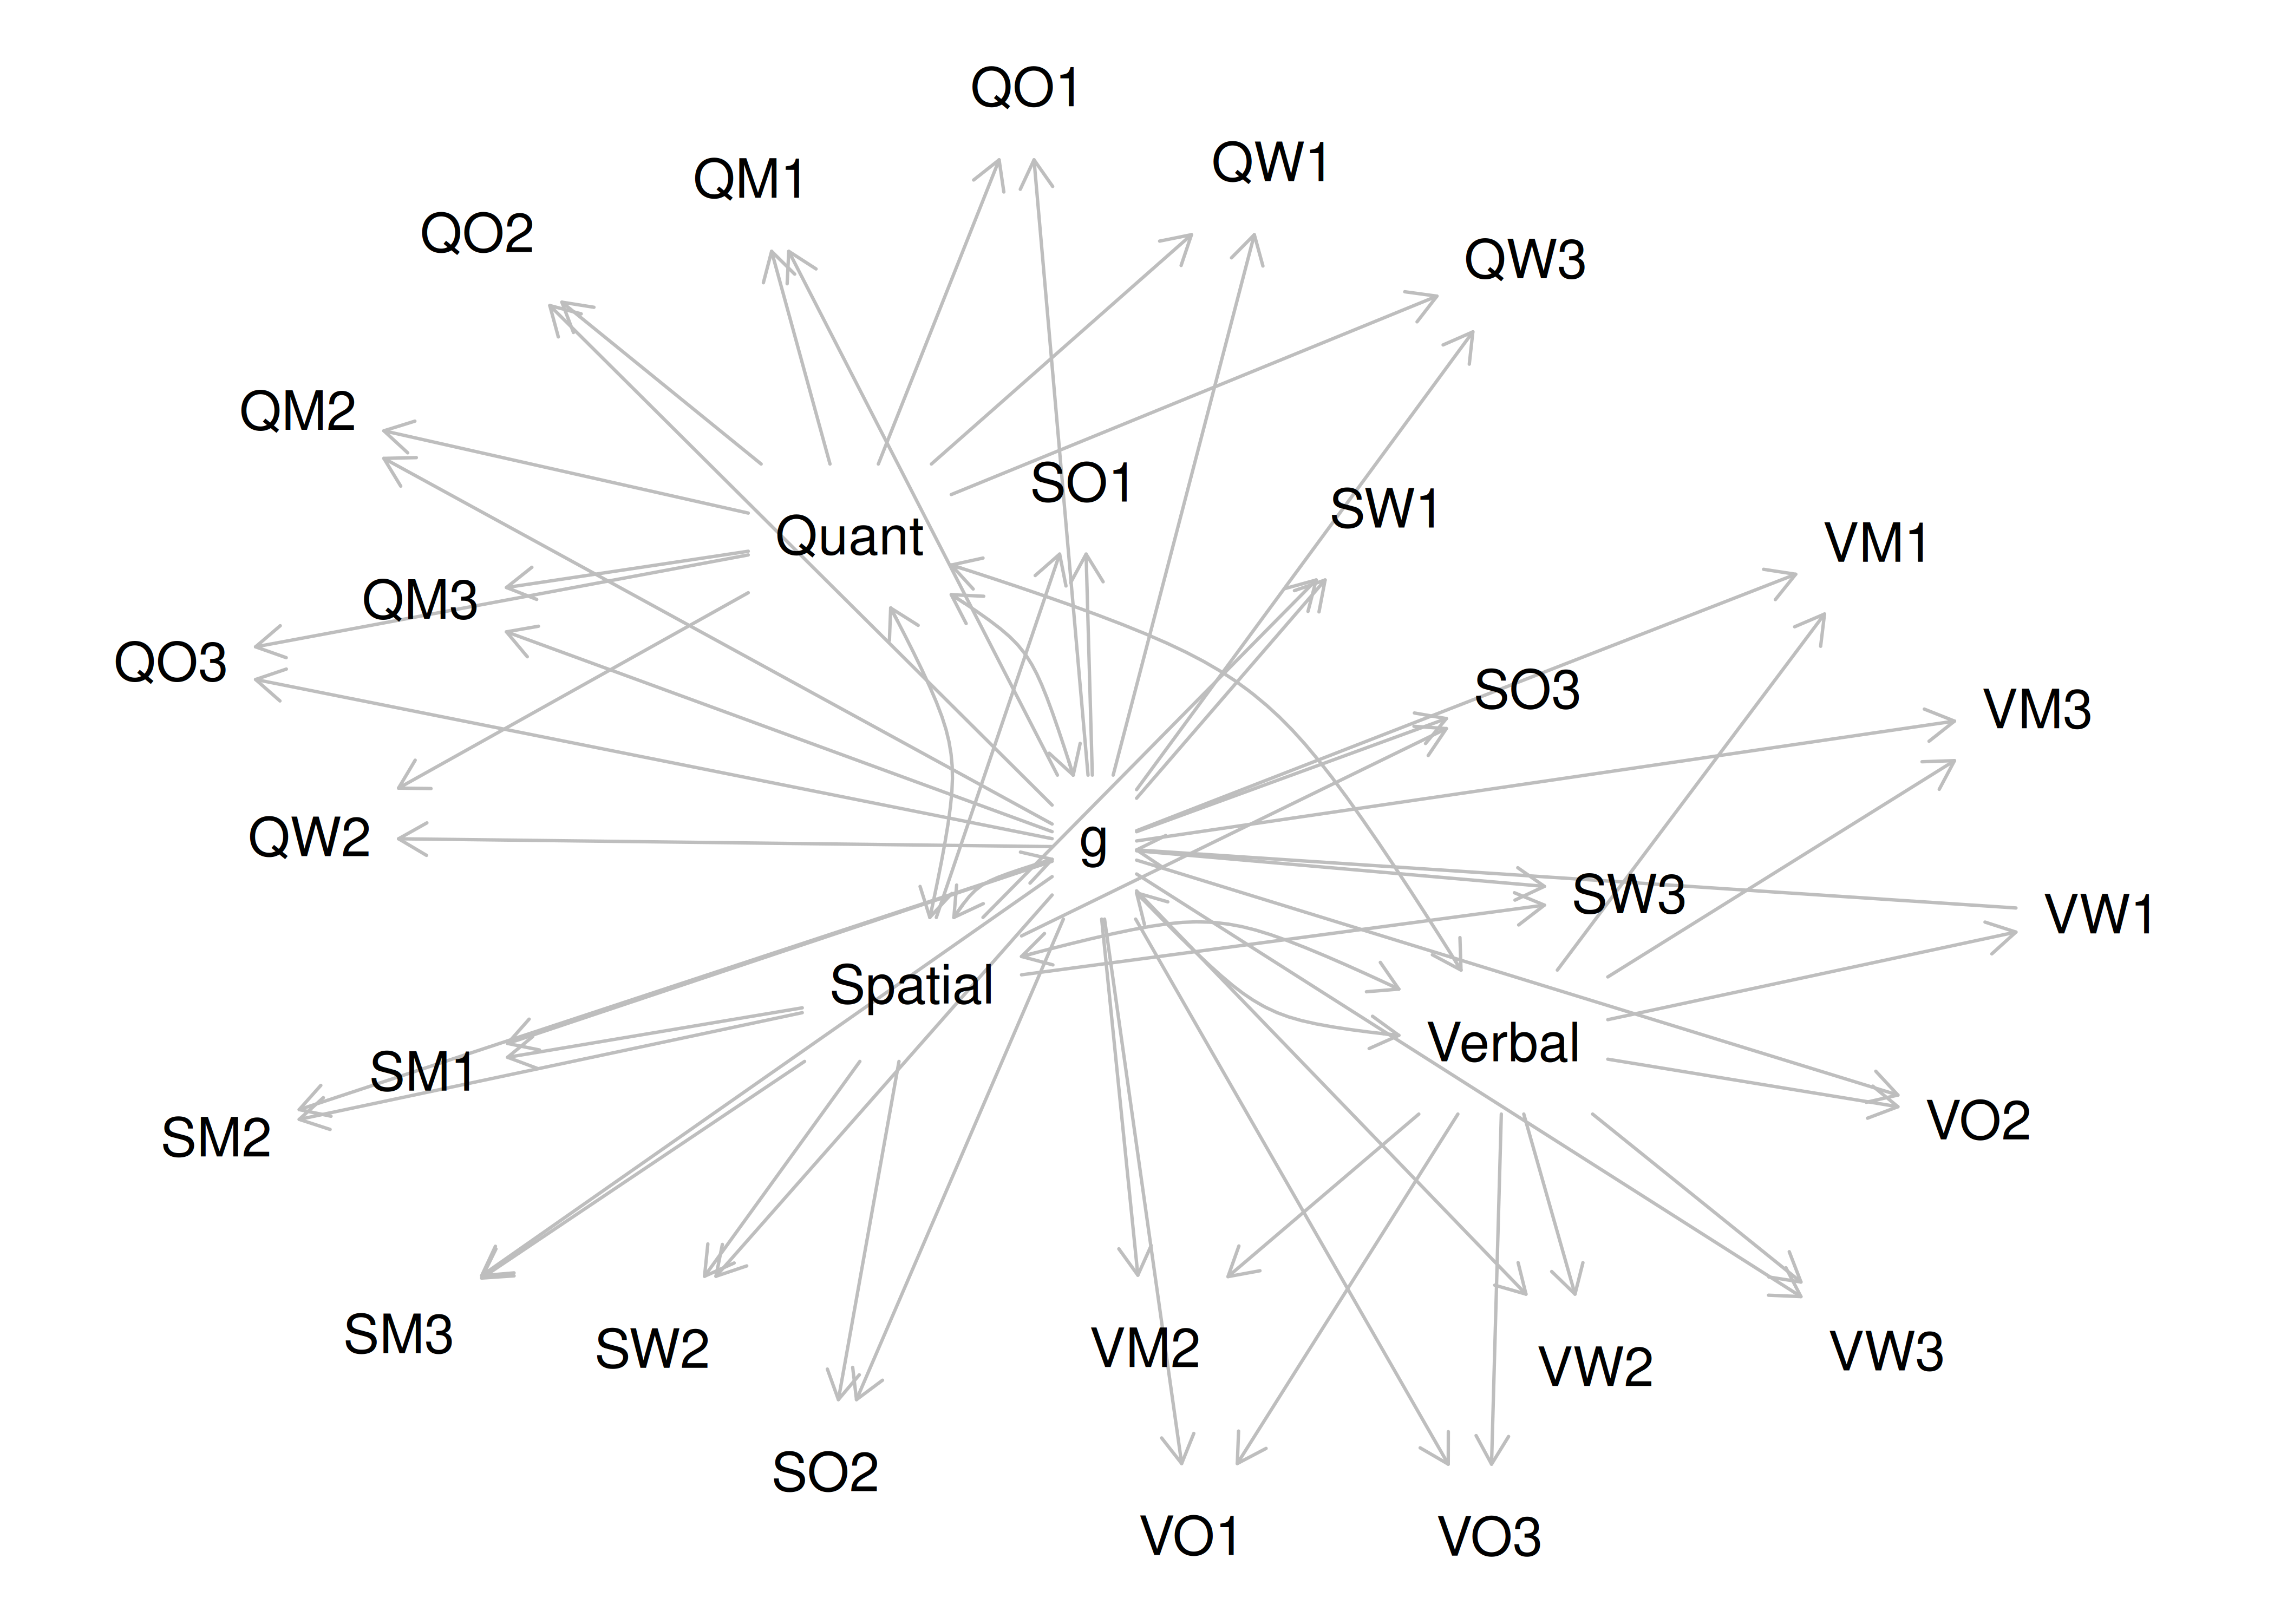 QO1
QW1
QM1
QO2
QW3
QM2
SO1
SW1
Quant
VM1
QM3
QO3
SO3
VM3
QW2
g
SW3
VW1
Spatial
Verbal
SM1
VO2
SM2
SM3
SW2
VM2
VW2
VW3
SO2
VO1
VO3